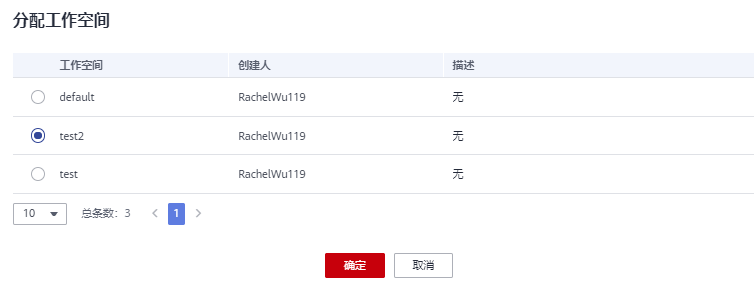 分配工作空间
工作空间 创建人 描述
default RachelWu119 无
test2 RachelWu119 无
test RachelWu119 无
10 总条数：3 1
确定 取消